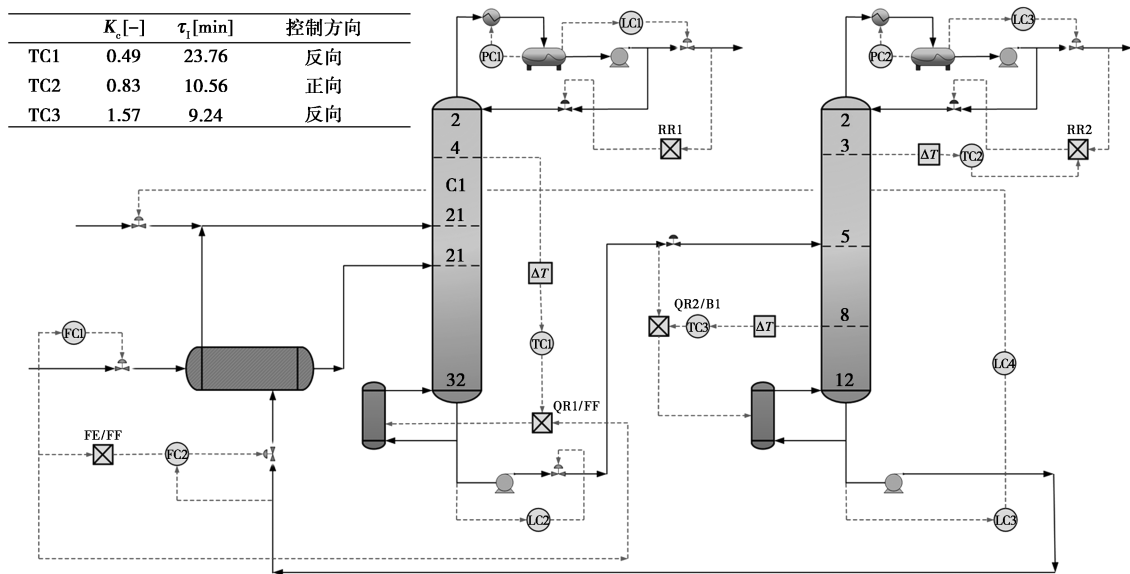 K_c[-] τ_I[min] 控制方向
TC1 0.49 23.76 反向
TC2 0.83 10.56 正向
TC3 1.57 9.24 反向
LC1
PC1
2
4
C1
21
21
32
RR1
ΔT
TC1
QR1/FF
LC2
FC1
FE/FF
FC2
LC3
PC2
2
3
5
8
12
ΔT
TC2
RR2
QR2/B1
TC3
ΔT
LC4
LC3